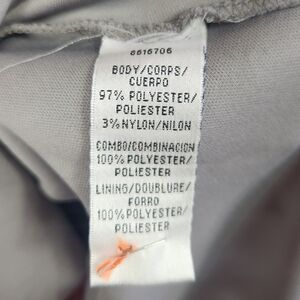 6616706
BODY/CORPS/
CUERPO
97% POLYESTER/
POLIESTER
3% NYLON/NILON
COMBO/COMBINACION
100% POLYESTER/
POLIESTER
LINING/DOUBLURE/
FORRO
100% POLYESTER/
POLIESTER